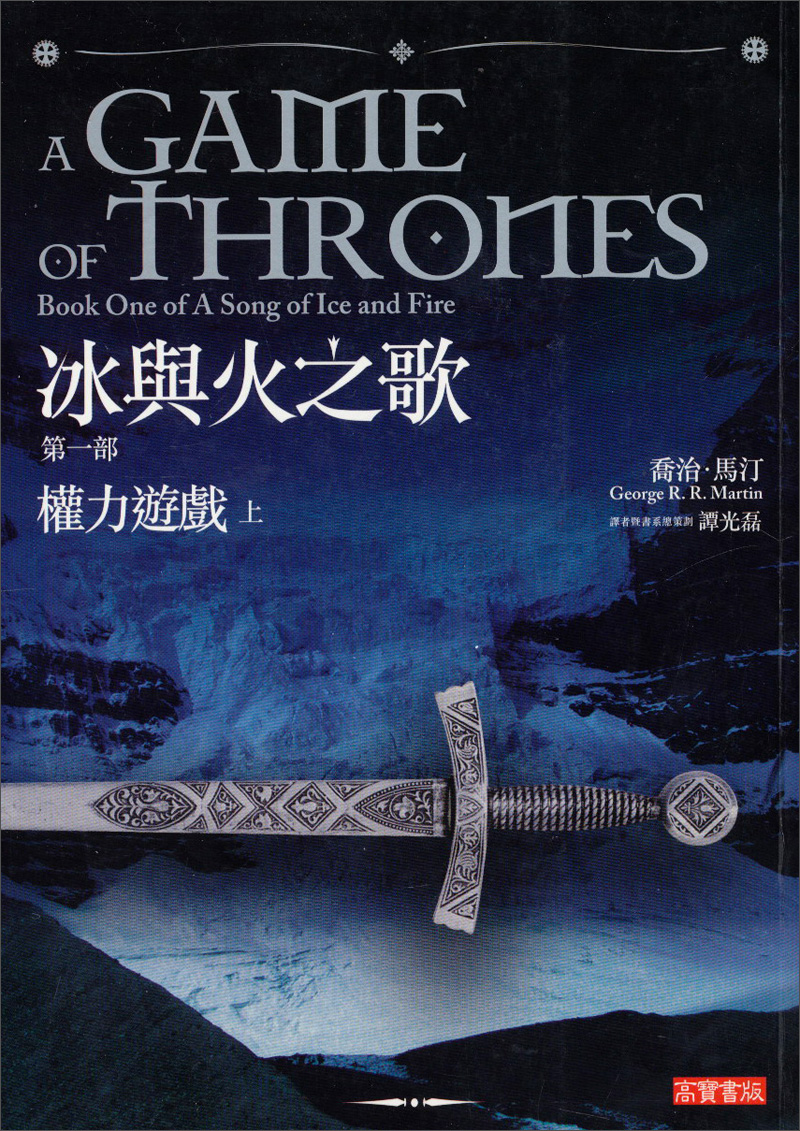 A GAME
OF THRONES
Book One of A Song of Ice and Fire
冰與火之歌
第一部
權力遊戲 上
喬治·馬汀
George R. R. Martin
譯者暨書系總策劃 譚光磊
高寶書版